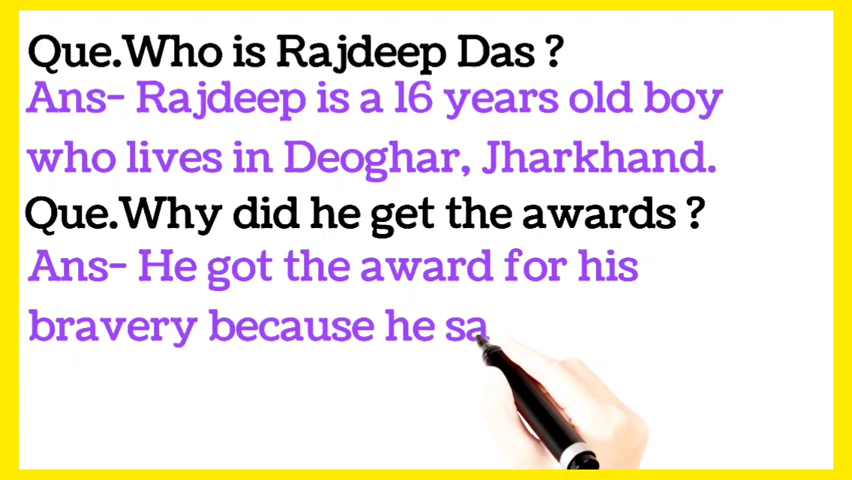 Que.Who is Rajdeep Das ?
Ans- Rajdeep is a 16 years old boy
who lives in Deoghar, Jharkhand.
Que.Why did he get the awards ?
Ans- He got the award for his
bravery because he sa